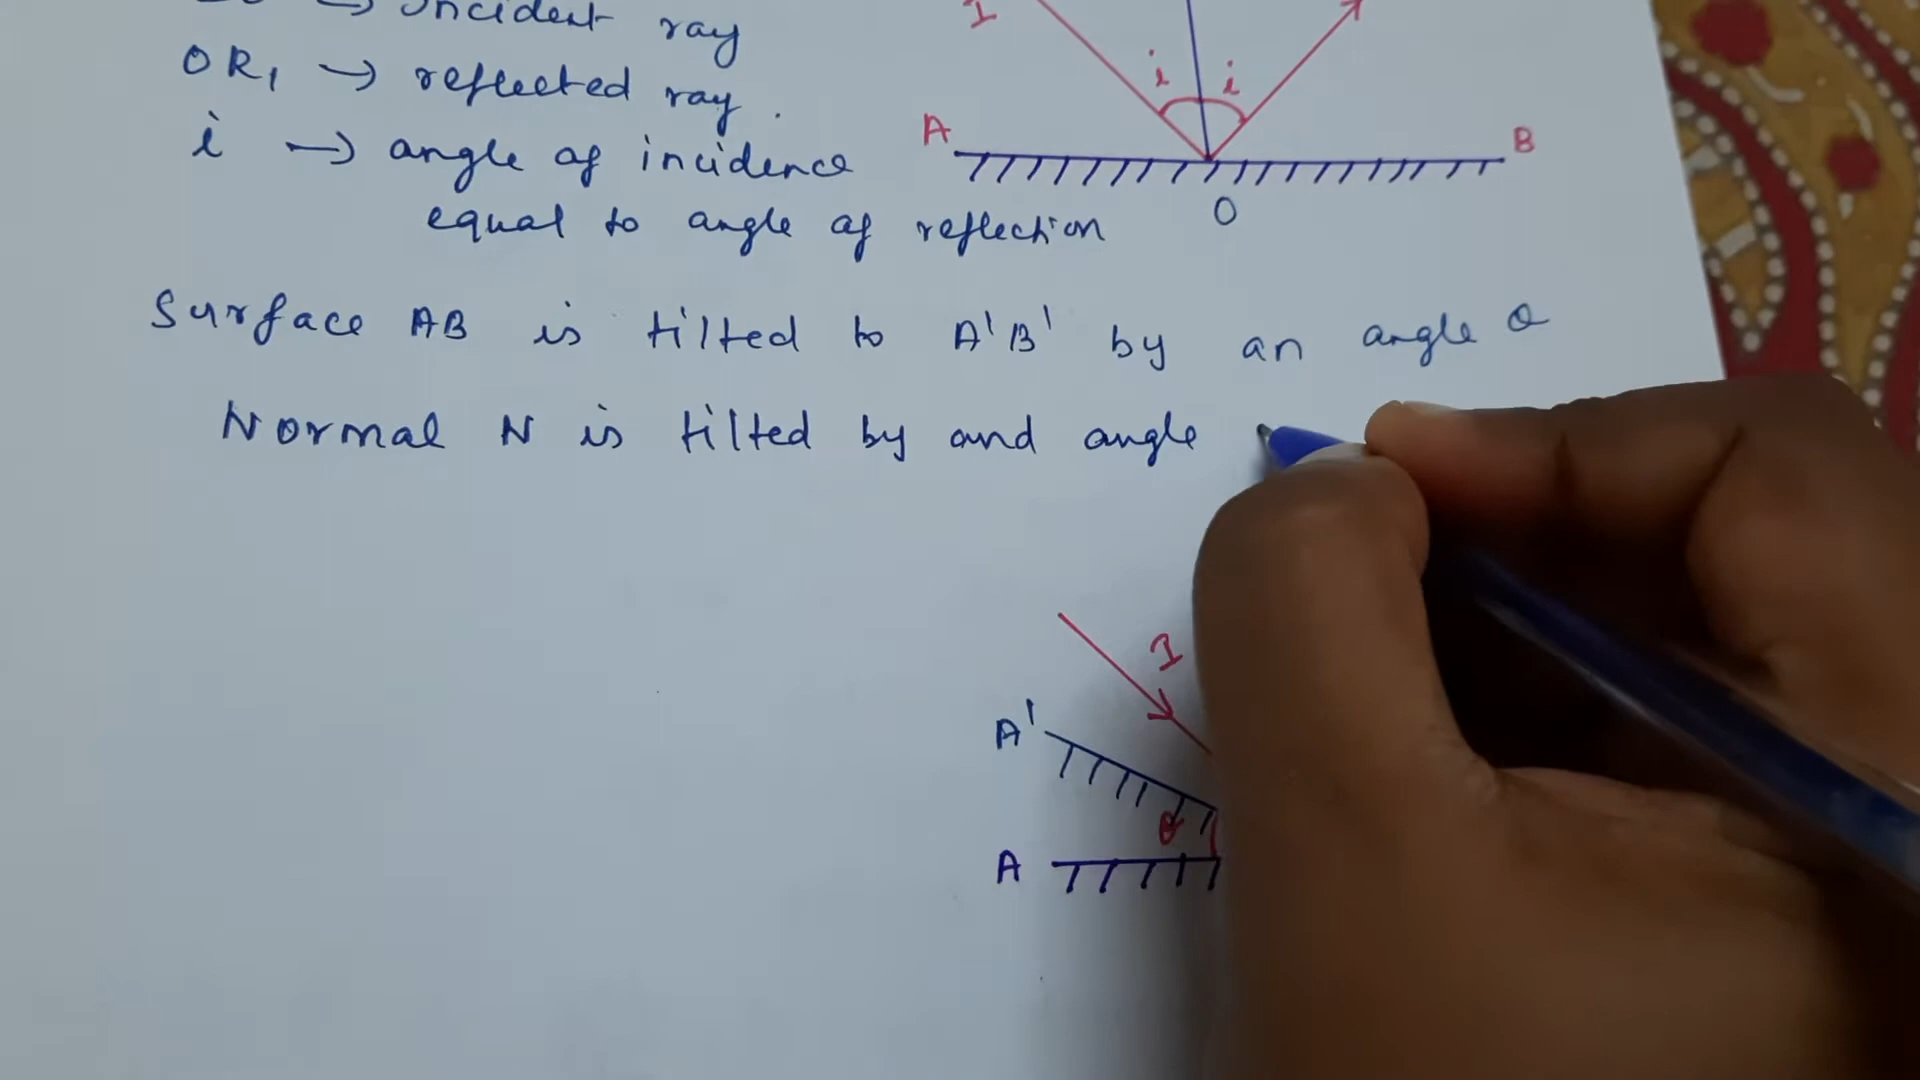 incident ray
OR₁ → reflected ray.
i → angle of incidence
equal to angle of reflection
I
i i
A B
O
Surface AB is tilted to A'B' by an angle θ
Normal N is tilted by and angle
I
A'
θ
A